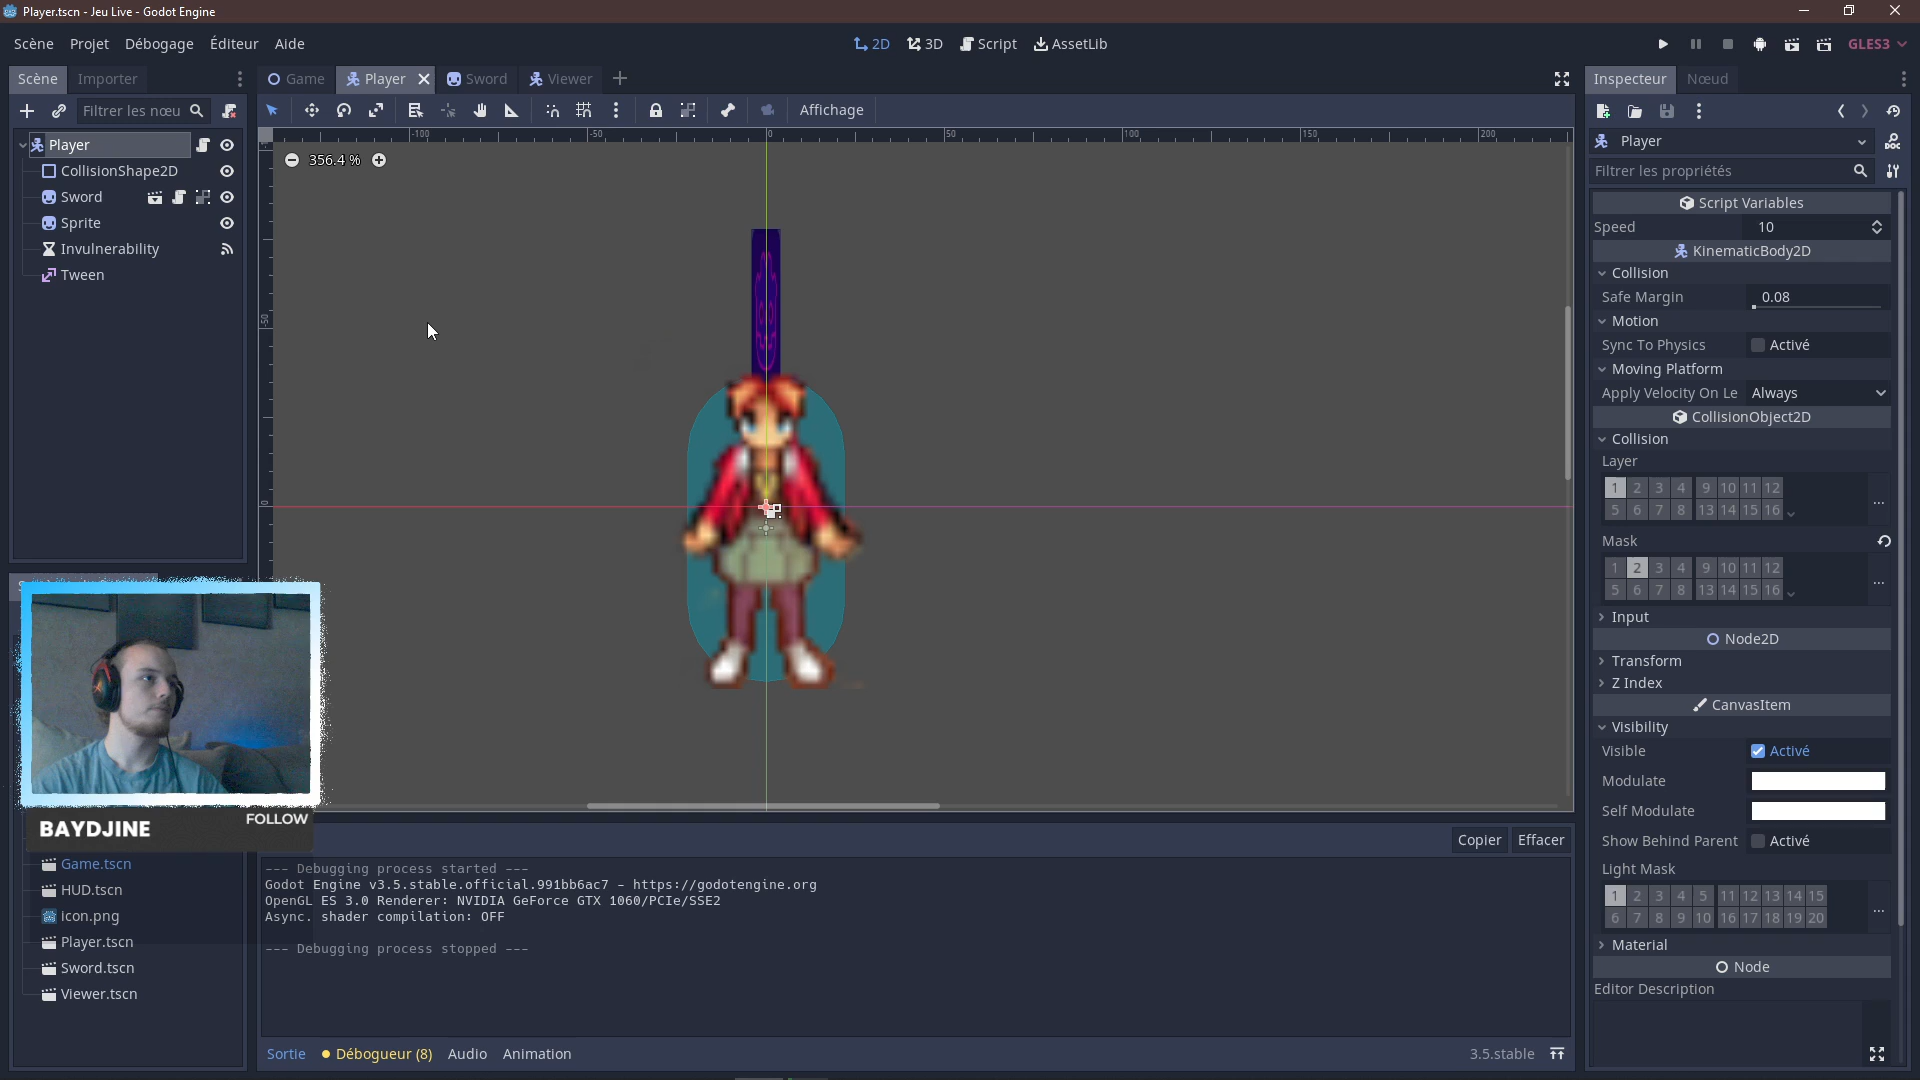 Player.tscn - Jeu Live - Godot Engine
Scène Projet Débogage Éditeur Aide
2D 3D Script AssetLib
GLES3
Scène Importer
Game Player Sword Viewer
Inspecteur Nœud
Filtrer les nœu
Affichage
Player
CollisionShape2D
Sword
Sprite
Invulnerability
Tween
-100 -50 0 50 100 150 200
-50
0
356.4 %
Player
Filtrer les propriétés
Script Variables
Speed 10
KinematicBody2D
Collision
Safe Margin 0.08
Motion
Sync To Physics Activé
Moving Platform
Apply Velocity On Le Always
CollisionObject2D
Collision
Layer
1 2 3 4 9 10 11 12
5 6 7 8 13 14 15 16
...
Mask
1 2 3 4 9 10 11 12
5 6 7 8 13 14 15 16
...
Input
Node2D
Transform
Z Index
CanvasItem
Visibility
Visible Activé
Modulate
Self Modulate
Show Behind Parent Activé
Light Mask
1 2 3 4 5 11 12 13 14 15
6 7 8 9 10 16 17 18 19 20
...
Material
Node
Editor Description
BAYDJINE FOLLOW
Game.tscn
HUD.tscn
icon.png
Player.tscn
Sword.tscn
Viewer.tscn
Copier Effacer
--- Debugging process started ---
Godot Engine v3.5.stable.official.991bb6ac7 - https://godotengine.org
OpenGL ES 3.0 Renderer: NVIDIA GeForce GTX 1060/PCIe/SSE2
Async. shader compilation: OFF
--- Debugging process stopped ---
Sortie Débogueur (8) Audio Animation
3.5.stable